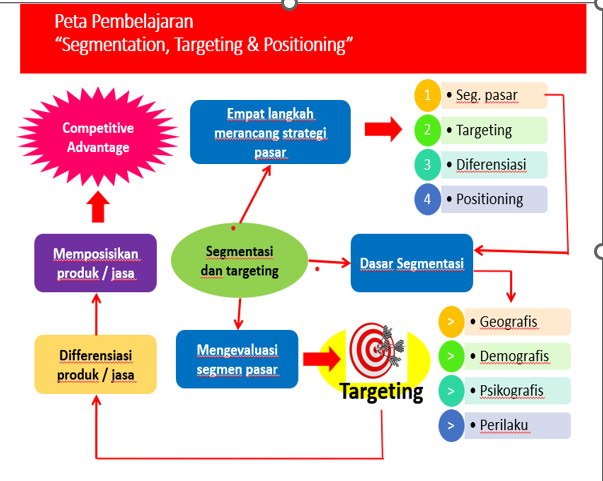 Peta Pembelajaran
“Segmentation, Targeting & Positioning”
Competitive
Advantage
Empat langkah
merancang strategi
pasar
1 • Seg. pasar
2 • Targeting
3 • Diferensiasi
4 • Positioning
Memposisikan
produk / jasa
Segmentasi
dan targeting
Dasar Segmentasi
Differensiasi
produk / jasa
Mengevaluasi
segmen pasar
Targeting
> • Geografis
> • Demografis
> • Psikografis
> • Perilaku